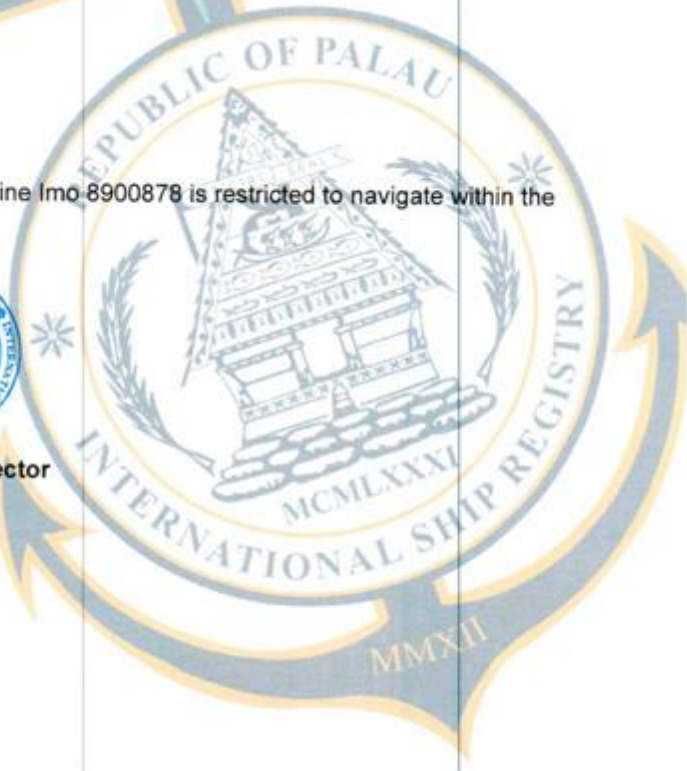 REPUBLIC OF PALAU
ine Imo 8900878 is restricted to navigate within the
ector
MCMLXXXI
INTERNATIONAL SHIP REGISTRY
MMXII